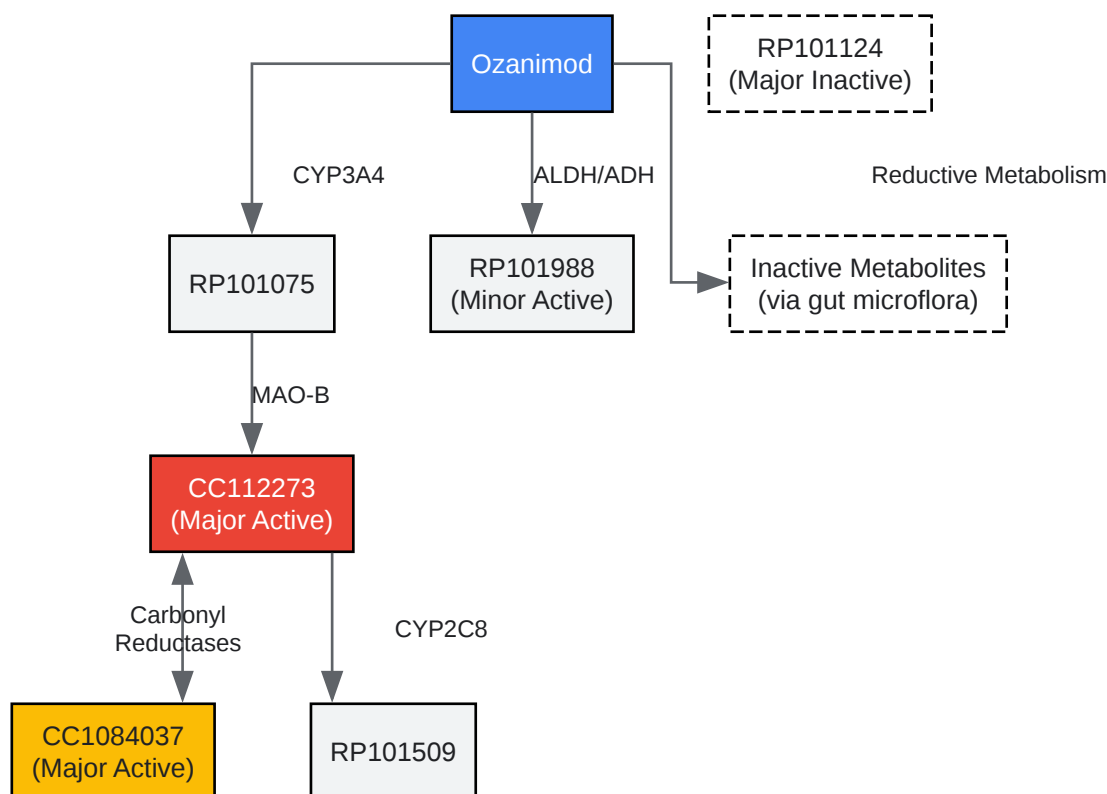 Ozanimod
RP101124
(Major Inactive)
CYP3A4
ALDH/ADH
Reductive Metabolism
RP101075
RP101988
(Minor Active)
Inactive Metabolites
(via gut microflora)
MAO-B
CC112273
(Major Active)
Carbonyl
Reductases
CYP2C8
CC1084037
(Major Active)
RP101509